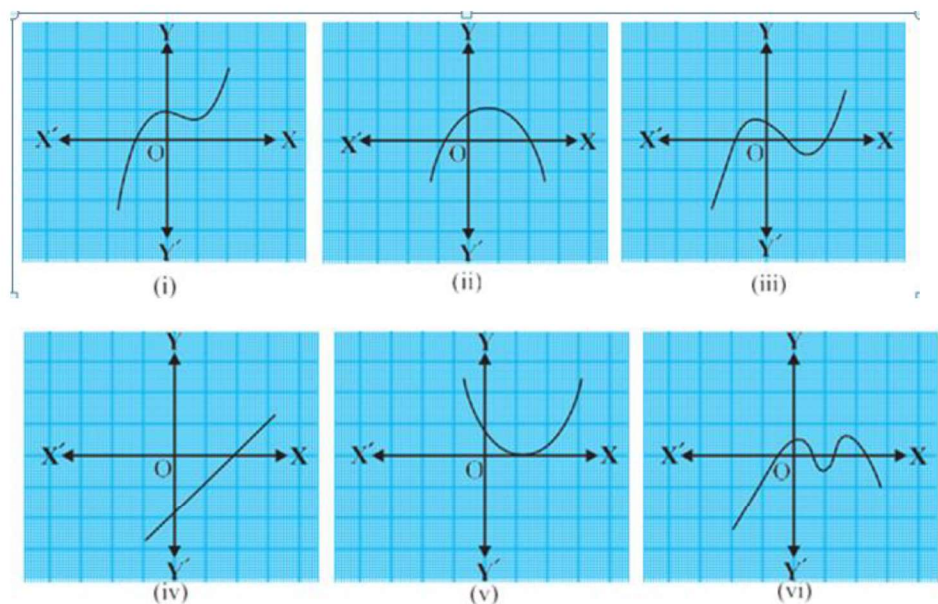 Y Y Y
X′ O X X′ O X X′ O X
Y′ Y′ Y′
(i) (ii) (iii)
Y Y Y
X′ O X X′ O X X′ O X
Y′ Y′ Y′
(iv) (v) (vi)